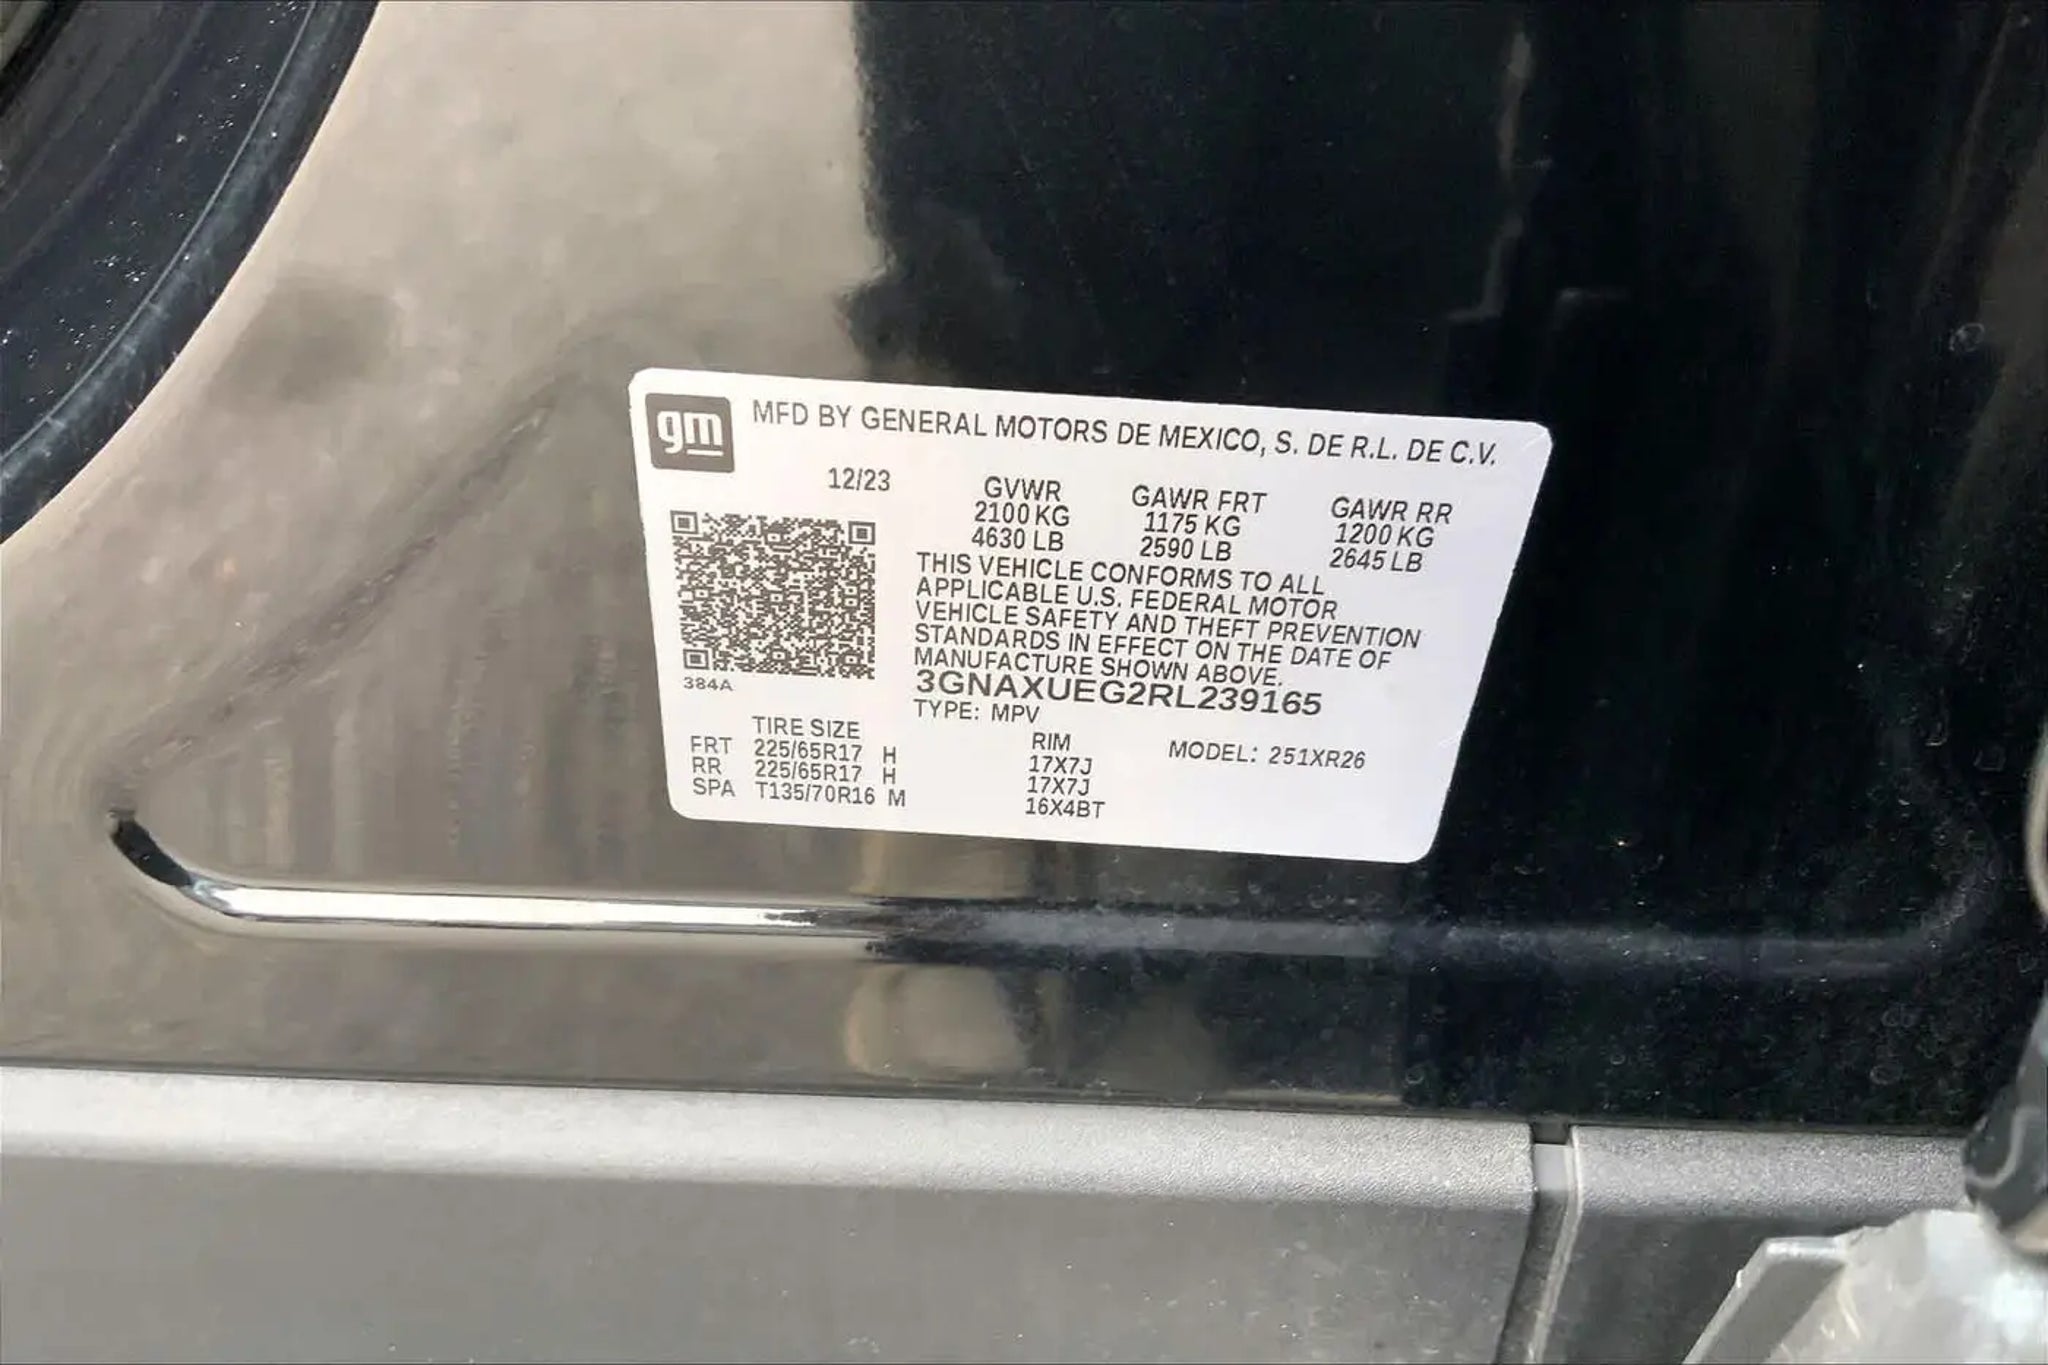 gm
MFD BY GENERAL MOTORS DE MEXICO, S. DE R.L. DE C.V.
12/23
GVWR GAWR FRT GAWR RR
2100 KG 1175 KG 1200 KG
4630 LB 2590 LB 2645 LB
THIS VEHICLE CONFORMS TO ALL
APPLICABLE U.S. FEDERAL MOTOR
VEHICLE SAFETY AND THEFT PREVENTION
STANDARDS IN EFFECT ON THE DATE OF
MANUFACTURE SHOWN ABOVE.
384A
3GNAXUEG2RL239165
TYPE: MPV
TIRE SIZE RIM MODEL: 251XR26
FRT 225/65R17 H 17X7J
RR 225/65R17 H 17X7J
SPA T135/70R16 M 16X4BT